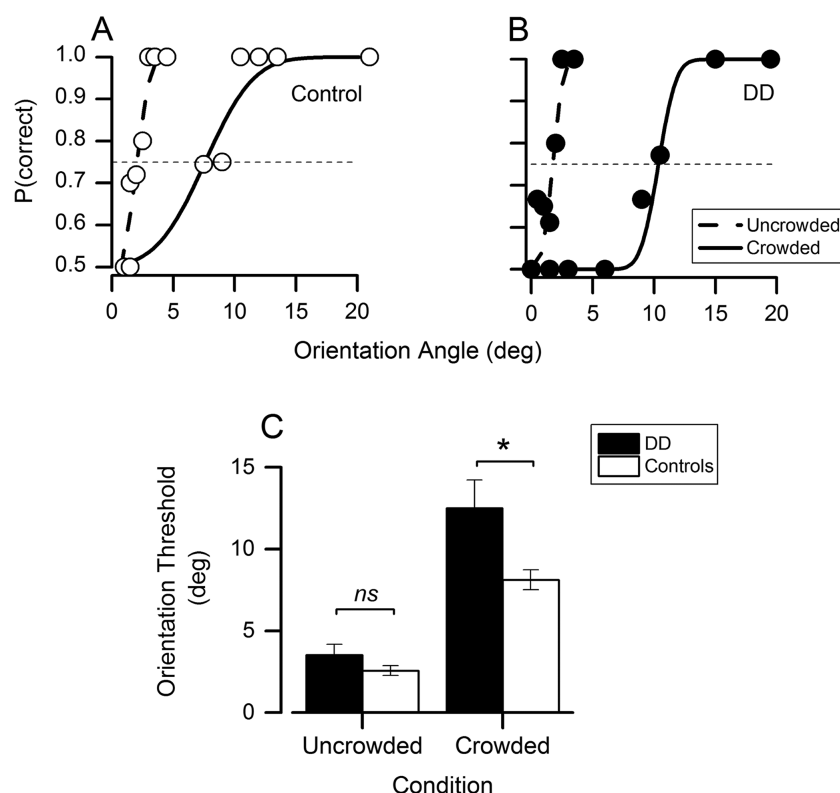 A
B
P(correct)
1.0
0.9
0.8
0.7
0.6
0.5
Control
DD
Uncrowded
Crowded
0 5 10 15 20
0 5 10 15 20
Orientation Angle (deg)
C
DD
Controls
Orientation Threshold
(deg)
15
10
5
0
ns
*
Uncrowded Crowded
Condition